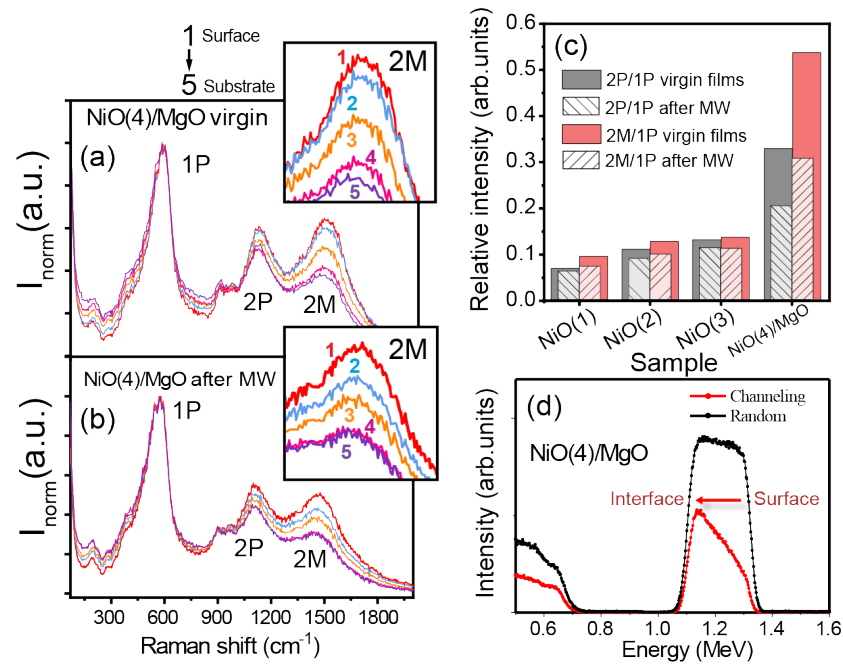 1 Surface
5 Substrate
NiO(4)/MgO virgin
(a)
1P
2P
2M
I norm(a.u.)
2M
1
2
3
4
5
NiO(4)/MgO after MW
(b)
1P
2P
2M
I norm(a.u.)
2M
1
2
3
4
5
300 600 900 1200 1500 1800
Raman shift (cm-1)
(c)
Relative intensity (arb.units)
0.6
0.5
0.4
0.3
0.2
0.1
0.0
2P/1P virgin films
2P/1P after MW
2M/1P virgin films
2M/1P after MW
NiO(1) NiO(2) NiO(3) NiO(4)/MgO
Sample
(d)
Channeling
Random
NiO(4)/MgO
Interface
Surface
Intensity (arb.units)
0.6 0.8 1.0 1.2 1.4 1.6
Energy (MeV)